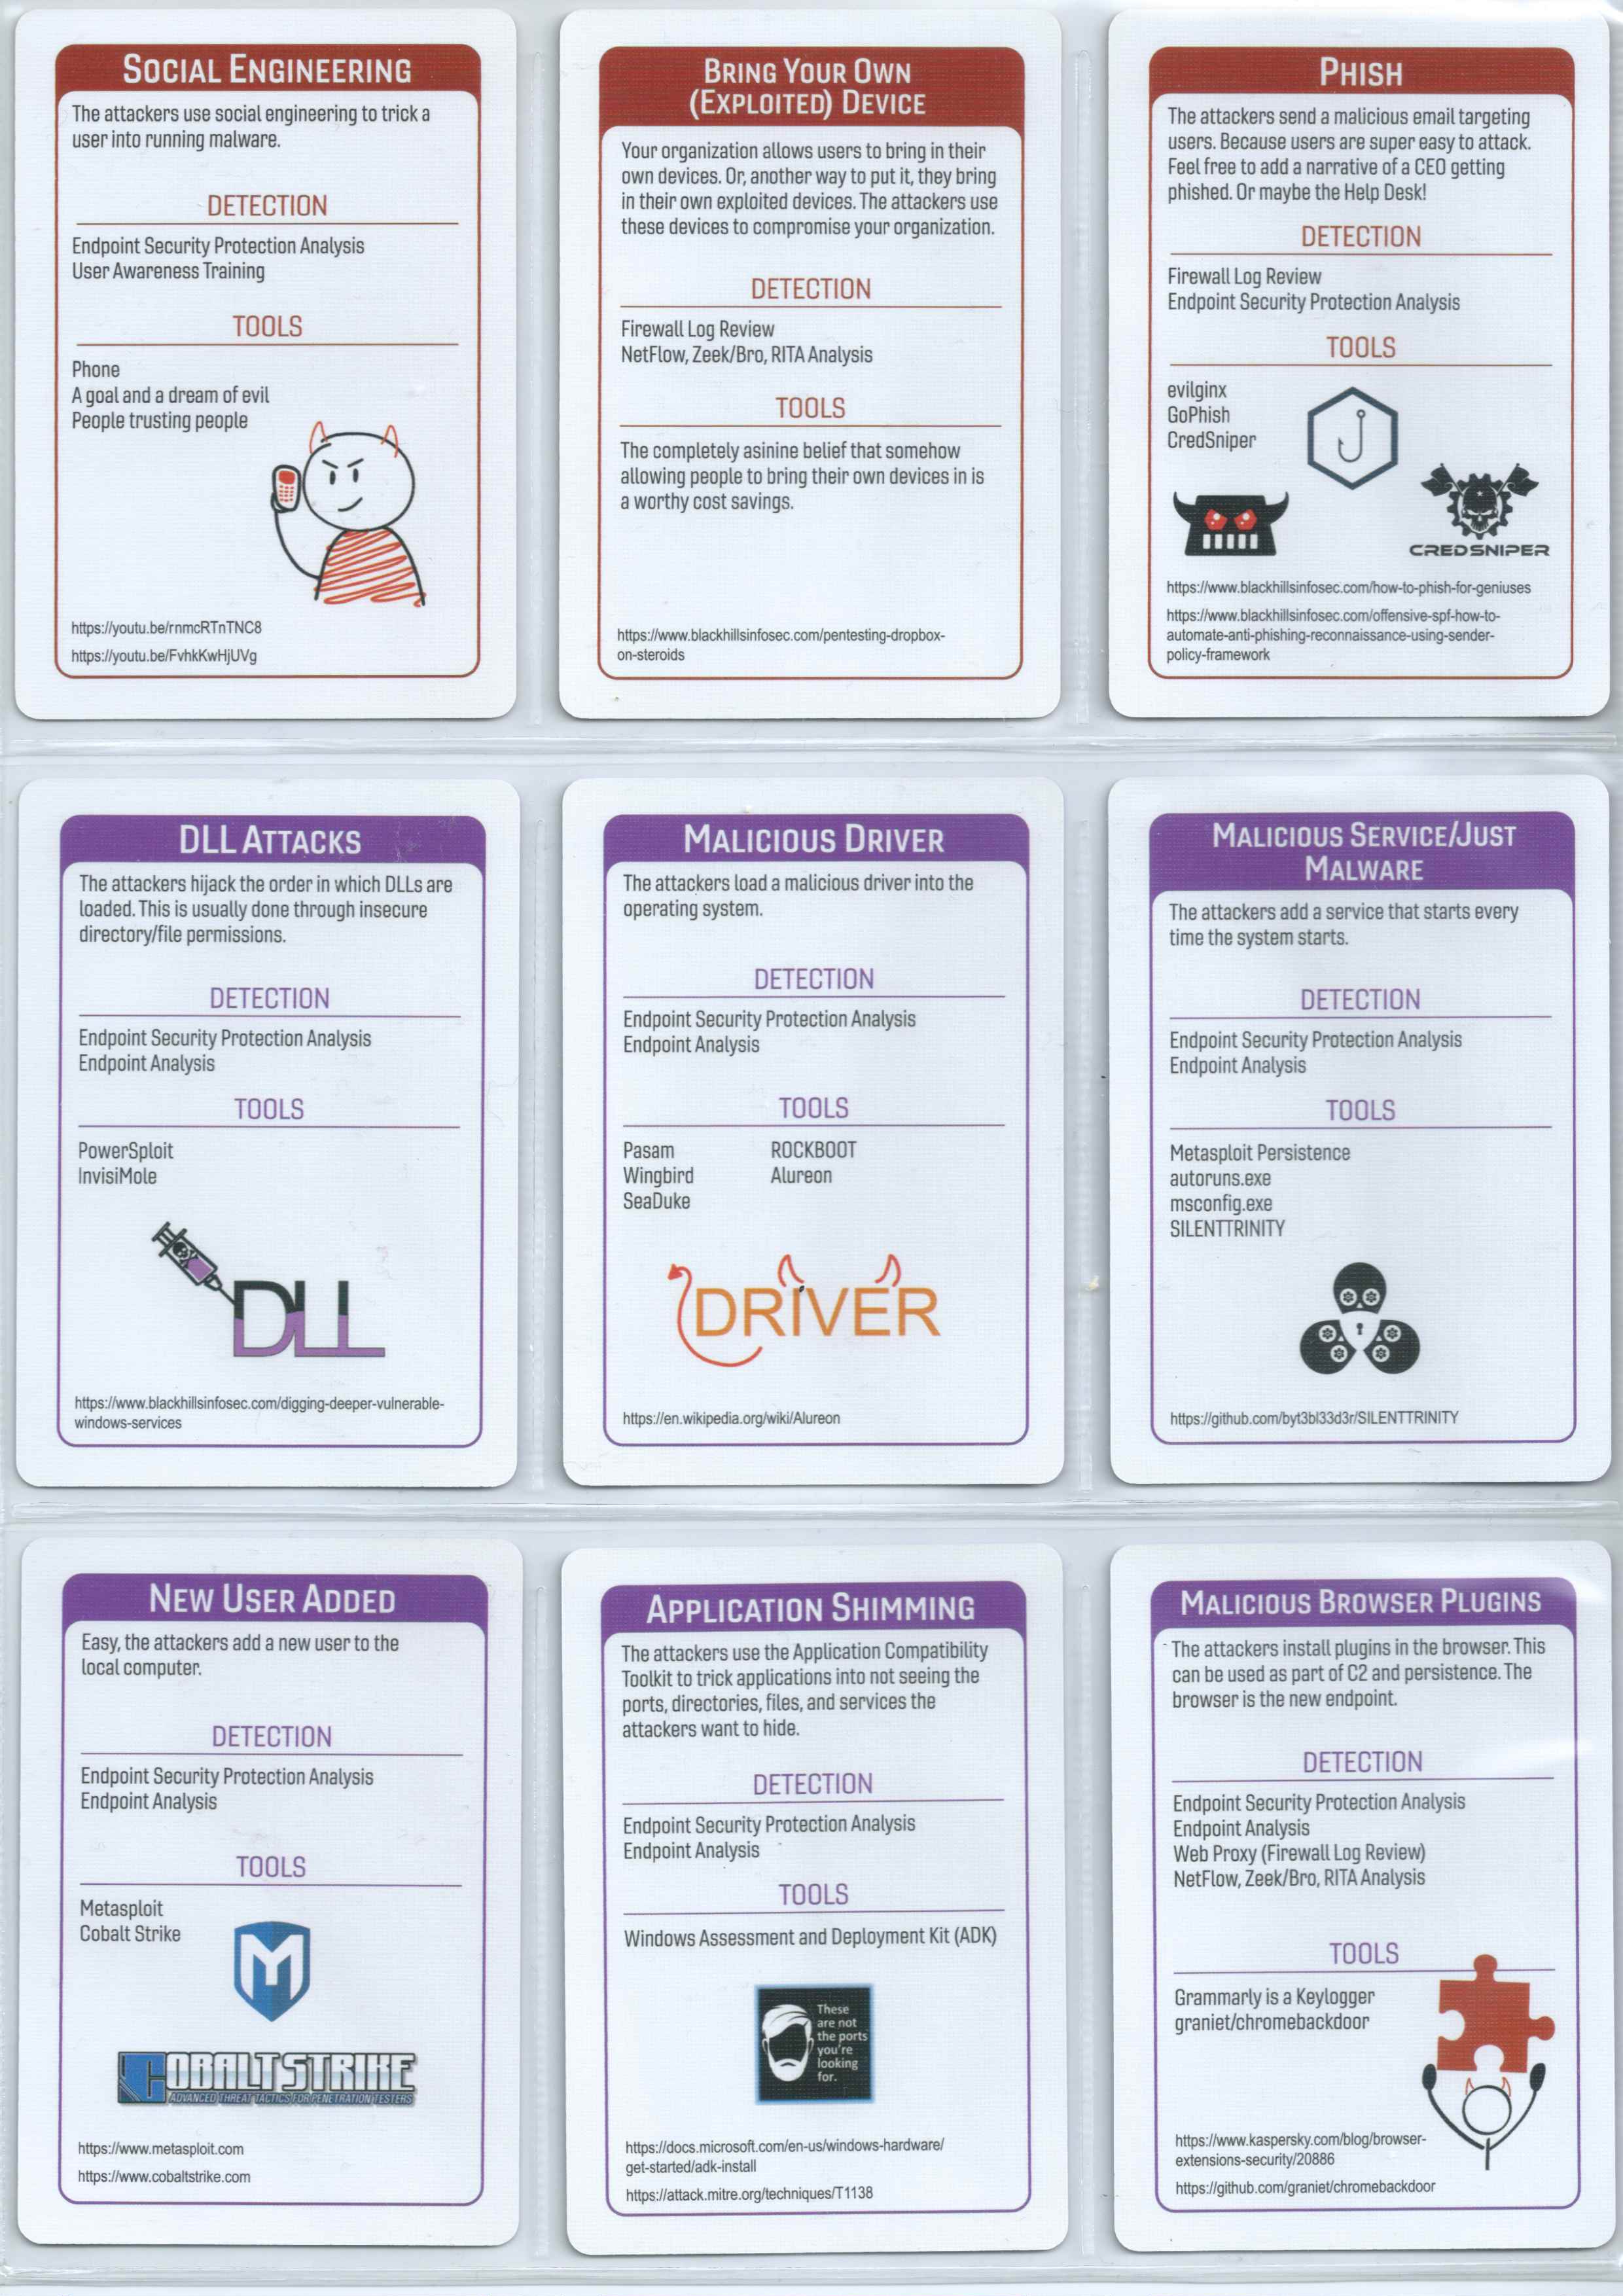 SOCIAL ENGINEERING
The attackers use social engineering to trick a
user into running malware.
DETECTION
Endpoint Security Protection Analysis
User Awareness Training
TOOLS
Phone
A goal and a dream of evil
People trusting people
https://youtu.be/rnmcRTnTNC8
https://youtu.be/FvhkKwHjUVg
BRING YOUR OWN
(EXPLOITED) DEVICE
Your organization allows users to bring in their
own devices. Or, another way to put it, they bring
in their own exploited devices. The attackers use
these devices to compromise your organization.
DETECTION
Firewall Log Review
NetFlow, Zeek/Bro, RITA Analysis
TOOLS
The completely asinine belief that somehow
allowing people to bring their own devices in is
a worthy cost savings.
https://www.blackhillsinfosec.com/pentesting-dropbox-
on-steroids
PHISH
The attackers send a malicious email targeting
users. Because users are super easy to attack.
Feel free to add a narrative of a CEO getting
phished. Or maybe the Help Desk!
DETECTION
Firewall Log Review
Endpoint Security Protection Analysis
TOOLS
evilginx
GoPhish
CredSniper
CREDSNIPER
https://www.blackhillsinfosec.com/how-to-phish-for-geniuses
https://www.blackhillsinfosec.com/offensive-spf-how-to-
automate-anti-phishing-reconnaissance-using-sender-
policy-framework
DLL ATTACKS
The attackers hijack the order in which DLLs are
loaded. This is usually done through insecure
directory/file permissions.
DETECTION
Endpoint Security Protection Analysis
Endpoint Analysis
TOOLS
PowerSploit
InvisiMole
DLL
https://www.blackhillsinfosec.com/digging-deeper-vulnerable-
windows-services
MALICIOUS DRIVER
The attackers load a malicious driver into the
operating system.
DETECTION
Endpoint Security Protection Analysis
Endpoint Analysis
TOOLS
Pasam ROCKBOOT
Wingbird Alureon
SeaDuke
DRIVER
https://en.wikipedia.org/wiki/Alureon
MALICIOUS SERVICE/JUST
MALWARE
The attackers add a service that starts every
time the system starts.
DETECTION
Endpoint Security Protection Analysis
Endpoint Analysis
TOOLS
Metasploit Persistence
autoruns.exe
msconfig.exe
SILENTTRINITY
https://github.com/byt3bl33d3r/SILENTTRINITY
NEW USER ADDED
Easy, the attackers add a new user to the
local computer.
DETECTION
Endpoint Security Protection Analysis
Endpoint Analysis
TOOLS
Metasploit
Cobalt Strike
M
COBALT STRIKE
ADVANCED THREAT TACTICS FOR PENETRATION TESTERS
https://www.metasploit.com
https://www.cobaltstrike.com
APPLICATION SHIMMING
The attackers use the Application Compatibility
Toolkit to trick applications into not seeing the
ports, directories, files, and services the
attackers want to hide.
DETECTION
Endpoint Security Protection Analysis
Endpoint Analysis
TOOLS
Windows Assessment and Deployment Kit (ADK)
These
are not
the ports
you're
looking
for.
https://docs.microsoft.com/en-us/windows-hardware/
get-started/adk-install
https://attack.mitre.org/techniques/T1138
MALICIOUS BROWSER PLUGINS
The attackers install plugins in the browser. This
can be used as part of C2 and persistence. The
browser is the new endpoint.
DETECTION
Endpoint Security Protection Analysis
Endpoint Analysis
Web Proxy (Firewall Log Review)
NetFlow, Zeek/Bro, RITA Analysis
TOOLS
Grammarly is a Keylogger
graniet/chromebackdoor
https://www.kaspersky.com/blog/browser-
extensions-security/20886
https://github.com/graniet/chromebackdoor